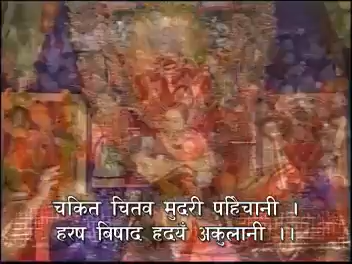 चकित चितव मुदरी पहिचानी ।
हरष बिषाद हृदयँ अकुलानी ।।